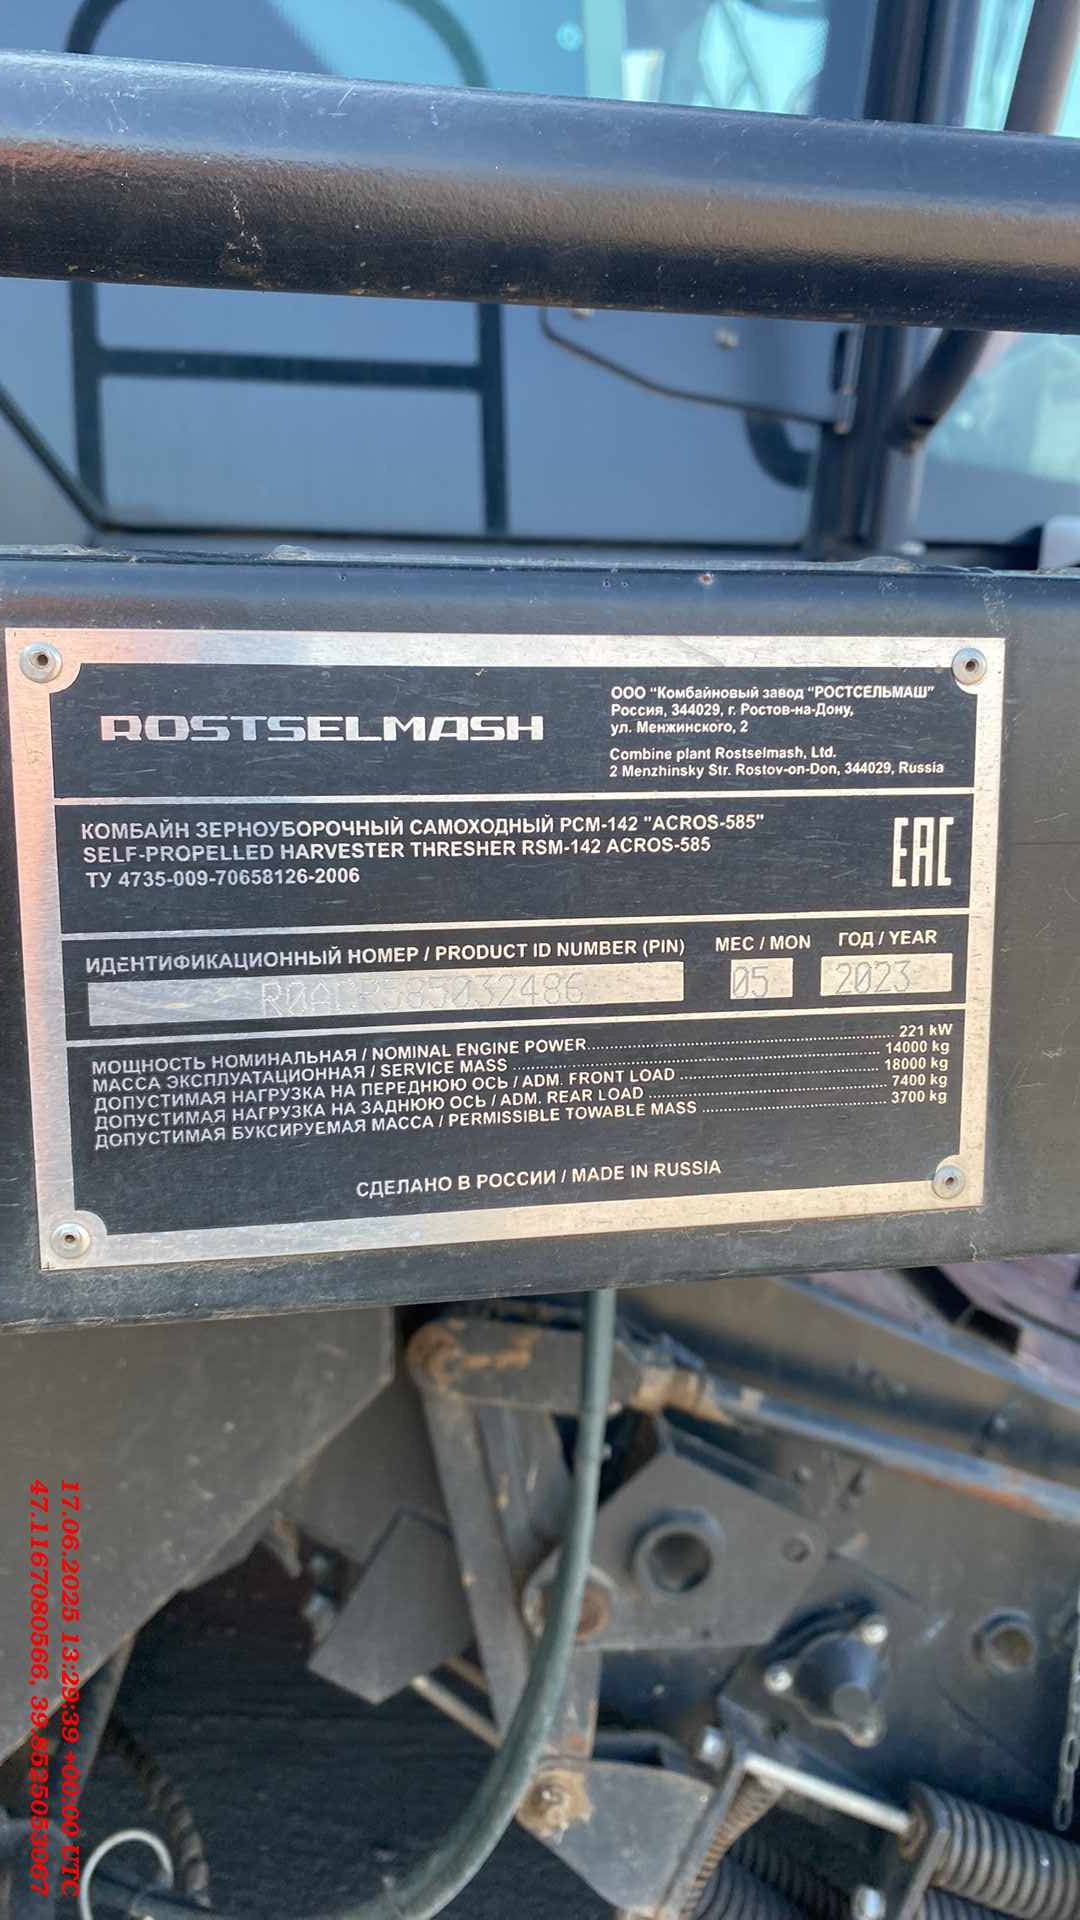 ROSTSELMASH
ООО "Комбайновый завод "РОСТСЕЛЬМАШ"
Россия, 344029, г. Ростов-на-Дону,
ул. Менжинского, 2
Combine plant Rostselmash, Ltd.
2 Menzhinsky Str. Rostov-on-Don, 344029, Russia
КОМБАЙН ЗЕРНОУБОРОЧНЫЙ САМОХОДНЫЙ РСМ-142 "ACROS-585"
SELF-PROPELLED HARVESTER THRESHER RSM-142 ACROS-585
ТУ 4735-009-70658126-2006
EAC
ИДЕНТИФИКАЦИОННЫЙ НОМЕР / PRODUCT ID NUMBER (PIN) МЕС / MON ГОД / YEAR
R0ACR585032486 05 2023
МОЩНОСТЬ НОМИНАЛЬНАЯ / NOMINAL ENGINE POWER 221 kW
МАССА ЭКСПЛУАТАЦИОННАЯ / SERVICE MASS 14000 kg
ДОПУСТИМАЯ НАГРУЗКА НА ПЕРЕДНЮЮ ОСЬ / ADM. FRONT LOAD 18000 kg
ДОПУСТИМАЯ НАГРУЗКА НА ЗАДНЮЮ ОСЬ / ADM. REAR LOAD 7400 kg
ДОПУСТИМАЯ БУКСИРУЕМАЯ МАССА / PERMISSIBLE TOWABLE MASS 3700 kg
СДЕЛАНО В РОССИИ / MADE IN RUSSIA
17.06.2025 13:29:39 +00:00 UTC
47.1167080566, 39.8525053067